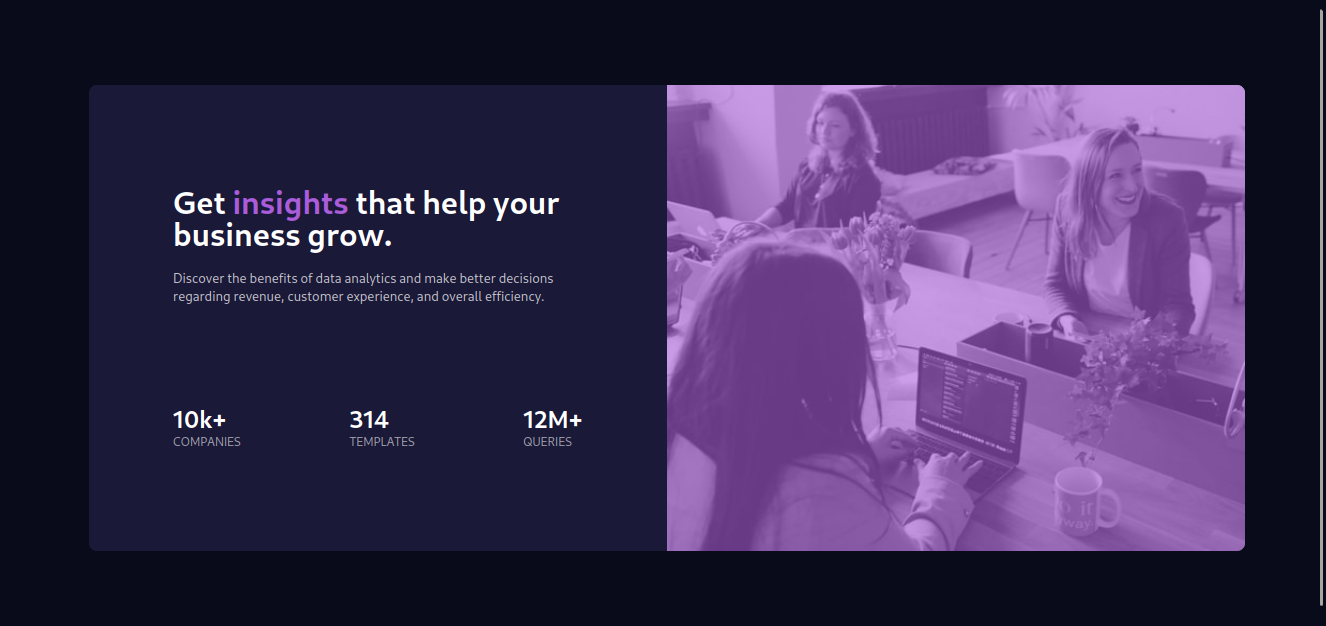 Get insights that help your
business grow.
Discover the benefits of data analytics and make better decisions
regarding revenue, customer experience, and overall efficiency.
10k+
314
12M+
COMPANIES
TEMPLATES
QUERIES